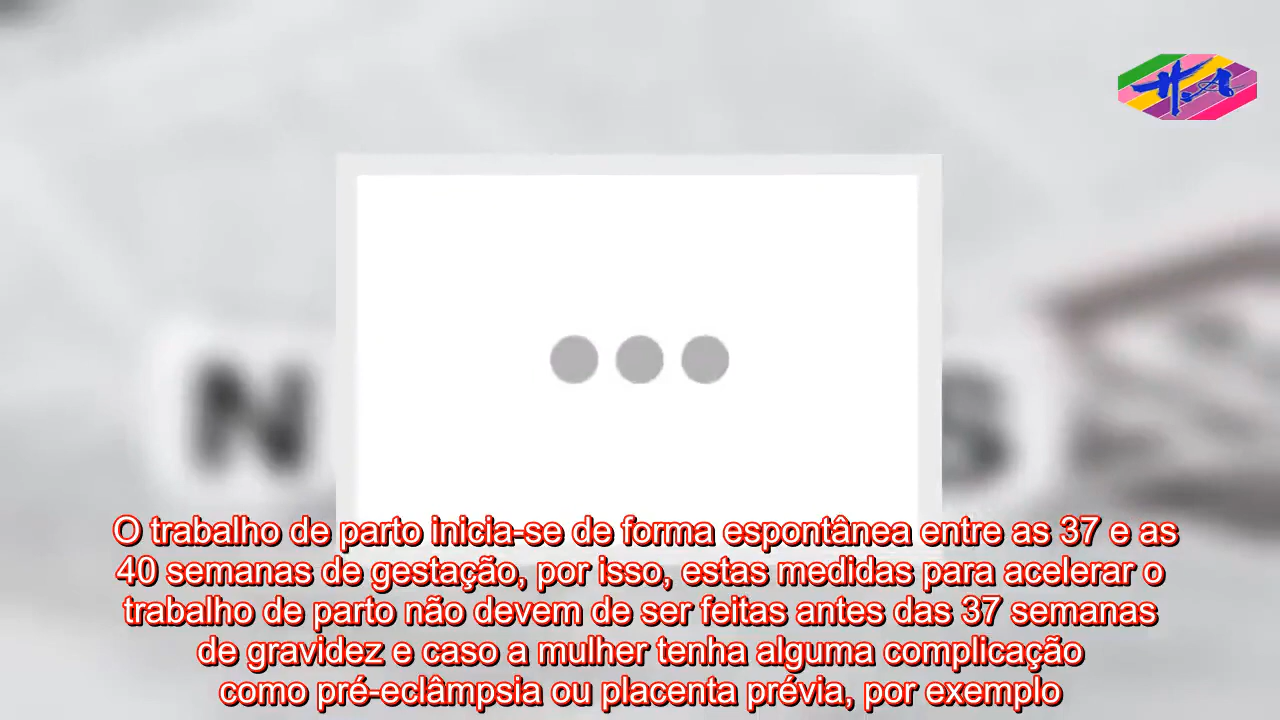 H.A
N
S
O trabalho de parto inicia-se de forma espontânea entre as 37 e as
40 semanas de gestação, por isso, estas medidas para acelerar o
trabalho de parto não devem de ser feitas antes das 37 semanas
de gravidez e caso a mulher tenha alguma complicação
como pré-eclâmpsia ou placenta prévia, por exemplo